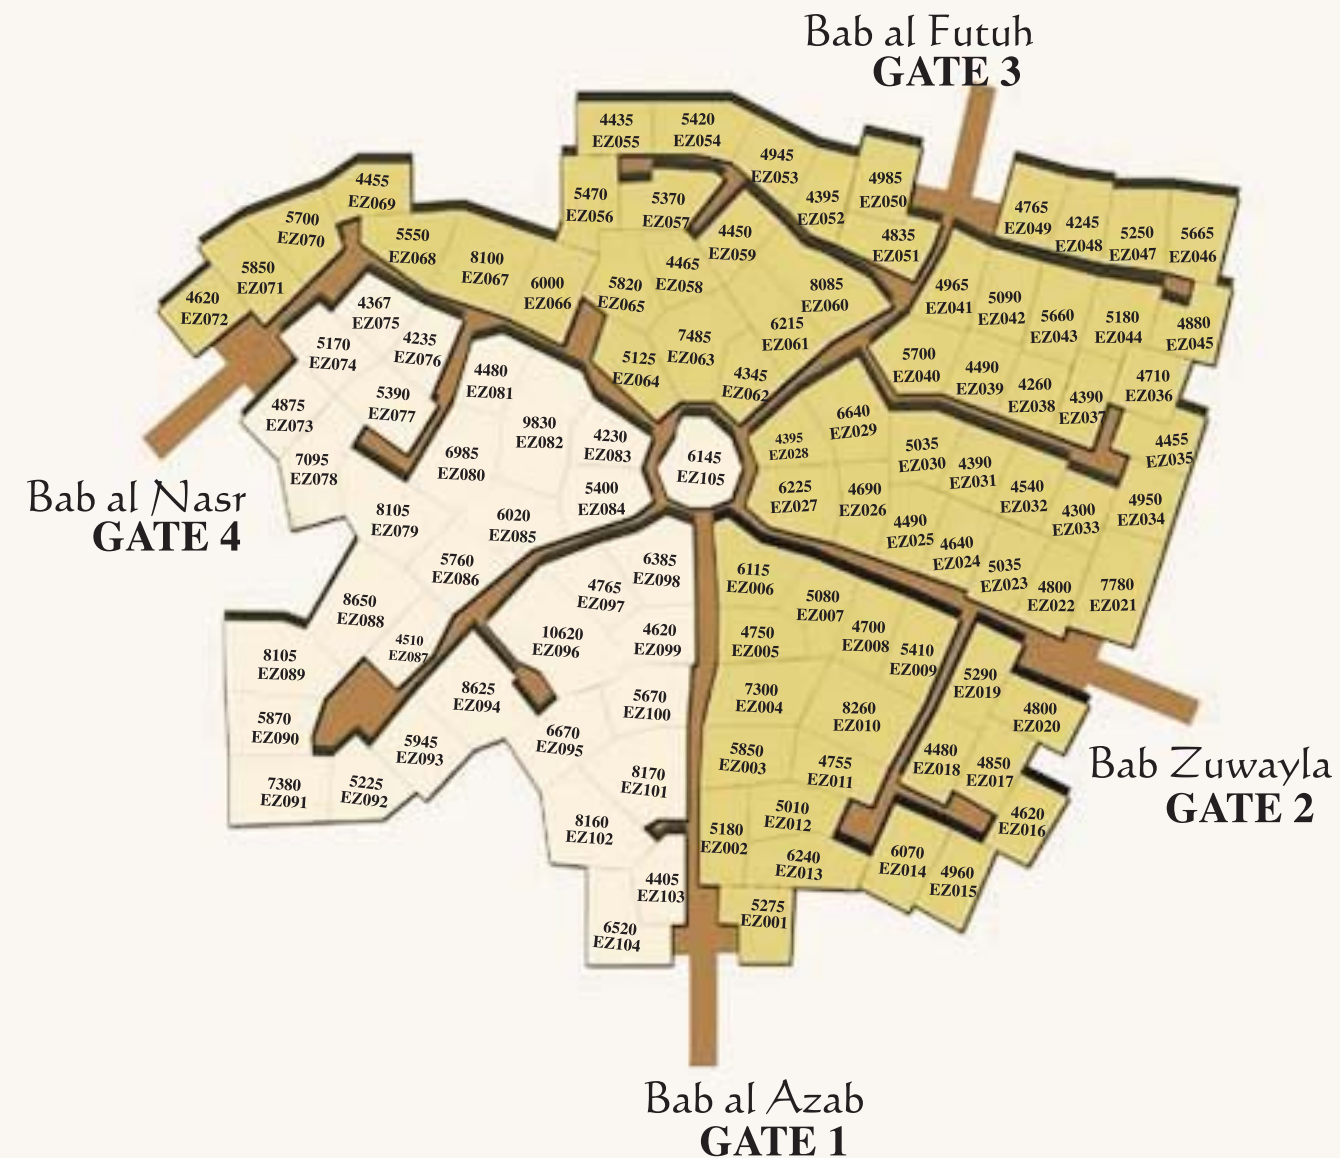 Bab al Futuh
GATE 3
4435
EZ055
5420
EZ054
4945
EZ053
4395
EZ052
4985
EZ050
4835
EZ051
5470
EZ056
5370
EZ057
4450
EZ059
4465
EZ058
5820
EZ065
8085
EZ060
6215
EZ061
7485
EZ063
5125
EZ064
4345
EZ062
4455
EZ069
5700
EZ070
5850
EZ071
4620
EZ072
5550
EZ068
8100
EZ067
6000
EZ066
4765
EZ049
4245
EZ048
5250
EZ047
5665
EZ046
4965
EZ041
5090
EZ042
5660
EZ043
5180
EZ044
4880
EZ045
5700
EZ040
4490
EZ039
4260
EZ038
4390
EZ037
4710
EZ036
4455
EZ035
4950
EZ034
4300
EZ033
4540
EZ032
4390
EZ031
5035
EZ030
6640
EZ029
4395
EZ028
6225
EZ027
4690
EZ026
4490
EZ025
4640
EZ024
5035
EZ023
4800
EZ022
7780
EZ021
4367
EZ075
4235
EZ076
5170
EZ074
5390
EZ077
4875
EZ073
7095
EZ078
8105
EZ079
4480
EZ081
9830
EZ082
4230
EZ083
6985
EZ080
5400
EZ084
6020
EZ085
5760
EZ086
6145
EZ105
Bab al Nasr
GATE 4
8650
EZ088
4510
EZ087
8105
EZ089
5870
EZ090
7380
EZ091
5225
EZ092
5945
EZ093
8625
EZ094
6385
EZ098
4765
EZ097
10620
EZ096
4620
EZ099
5670
EZ100
6670
EZ095
8170
EZ101
8160
EZ102
4405
EZ103
6520
EZ104
6115
EZ006
5080
EZ007
4700
EZ008
5410
EZ009
4750
EZ005
7300
EZ004
8260
EZ010
5850
EZ003
4755
EZ011
5010
EZ012
5180
EZ002
6240
EZ013
5275
EZ001
5290
EZ019
4800
EZ020
4480
EZ018
4850
EZ017
4620
EZ016
6070
EZ014
4960
EZ015
Bab Zuwayla
GATE 2
Bab al Azab
GATE 1